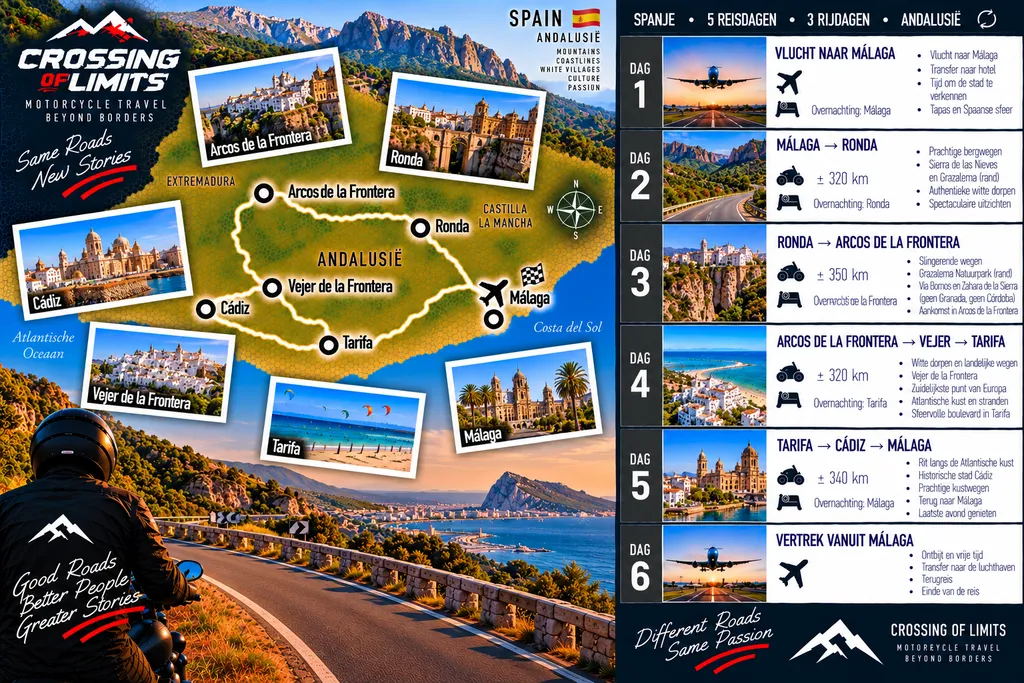 CROSSING
OF LIMITS
MOTORCYCLE TRAVEL
BEYOND BORDERS
Same Roads
New Stories
SPAIN
ANDALUSIË
MOUNTAINS
COASTLINES
WHITE VILLAGES
CULTURE
PASSION
Arcos de la Frontera
Ronda
EXTREMADURA
Arcos de la Frontera
Ronda
CASTILLA
LA MANCHA
N
W E
S
ANDALUSIË
Cádiz
Vejer de la Frontera
Cádiz
Málaga
Tarifa
Atlantische
Oceaan
Costa del Sol
Vejer de la Frontera
Tarifa
Málaga
Good Roads
Better People
Greater Stories
SPANJE • 5 REISDAGEN • 3 RIJDAGEN • ANDALUSIË
DAG
1
VLUCHT NAAR MÁLAGA
Overnachting: Málaga
• Vlucht naar Málaga
• Transfer naar hotel
• Tijd om de stad te
verkennen
• Tapas en Spaanse sfeer
DAG
2
MÁLAGA → RONDA
± 320 km
Overnachting: Ronda
• Prachtige bergwegen
• Sierra de las Nieves
en Grazalema (rand)
• Authentieke witte dorpen
• Spectaculaire uitzichten
DAG
3
RONDA → ARCOS DE LA FRONTERA
± 350 km
de la Frontera
• Slingerende wegen
• Grazalema Natuurpark (rand)
• Via Bornos en Zahara de la Sierra
• (geen Granada, geen Córdoba)
• Aankomst in Arcos de la Frontera
DAG
4
ARCOS DE LA FRONTERA → VEJER → TARIFA
± 320 km
Overnachting: Tarifa
• Witte dorpen en landelijke wegen
• Vejer de la Frontera
• Zuidelijkste punt van Europa
• Atlantische kust en stranden
• Sfeervolle boulevard in Tarifa
DAG
5
TARIFA → CÁDIZ → MÁLAGA
± 340 km
Overnachting: Málaga
• Rit langs de Atlantische kust
• Historische stad Cádiz
• Prachtige kustwegen
• Terug naar Málaga
• Laatste avond genieten
DAG
6
VERTREK VANUIT MÁLAGA
• Ontbijt en vrije tijd
• Transfer naar de luchthaven
• Terugreis
• Einde van de reis
Different Roads
Same Passion
CROSSING OF LIMITS
MOTORCYCLE TRAVEL
BEYOND BORDERS